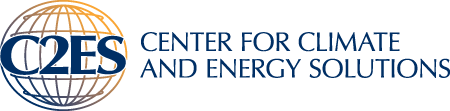 C2ES
CENTER FOR CLIMATE
AND ENERGY SOLUTIONS